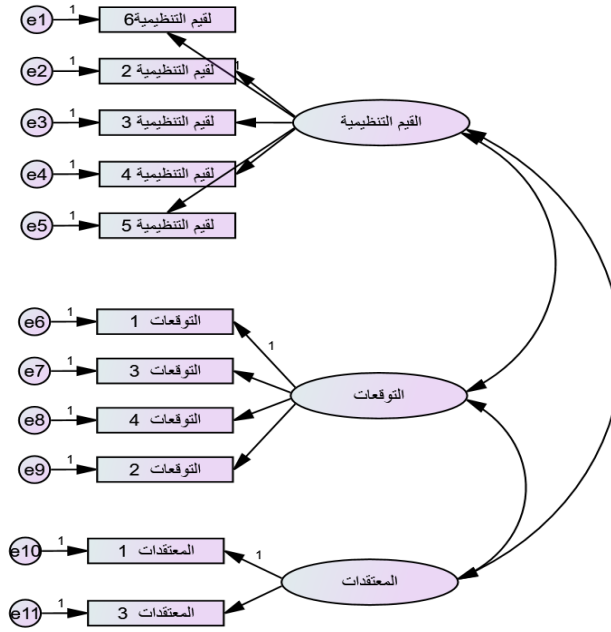 e1
1
لقيم التنظيمية6
e2
1
لقيم التنظيمية 2
1
e3
1
لقيم التنظيمية 3
القيم التنظيمية
e4
1
لقيم التنظيمية 4
e5
1
لقيم التنظيمية 5
e6
1
التوقعات 1
1
e7
1
التوقعات 3
التوقعات
e8
1
التوقعات 4
e9
1
التوقعات 2
e10
1
المعتقدات 1
1
المعتقدات
e11
1
المعتقدات 3